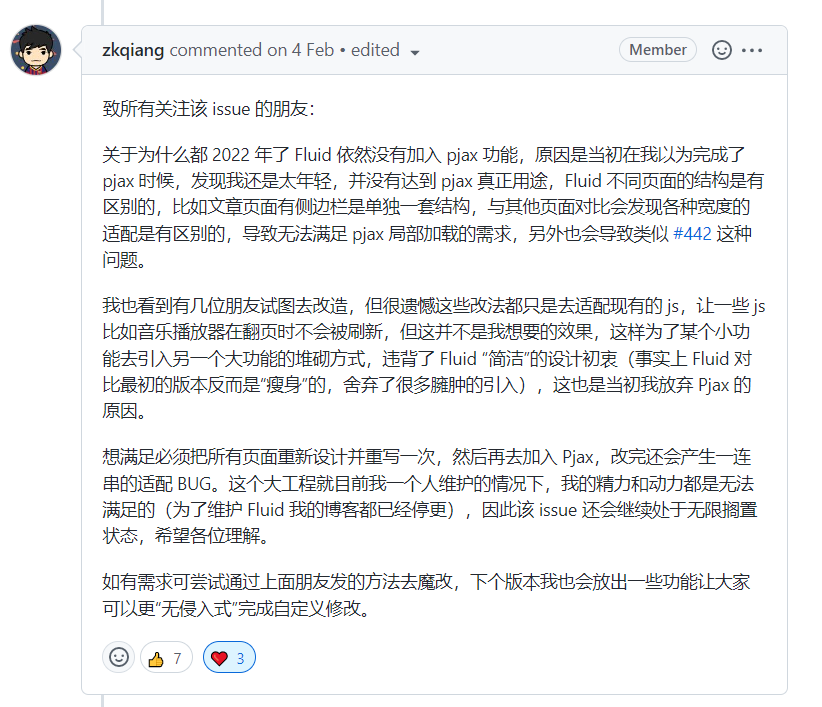 zkqiang commented on 4 Feb • edited
Member
致所有关注该 issue 的朋友：
关于为什么都 2022 年了 Fluid 依然没有加入 pjax 功能，原因是当初在我以为完成了
pjax 时候，发现我还是太年轻，并没有达到 pjax 真正用途，Fluid 不同页面的结构是有
区别的，比如文章页面有侧边栏是单独一套结构，与其他页面对比会发现各种宽度的
适配是有区别的，导致无法满足 pjax 局部加载的需求，另外也会导致类似 #442 这种
问题。
我也看到有几位朋友试图去改造，但很遗憾这些改法都只是去适配现有的 js，让一些 js
比如音乐播放器在翻页时不会被刷新，但这并不是我想要的效果，这样为了某个小功
能去引入另一个大功能的堆砌方式，违背了 Fluid “简洁”的设计初衷（事实上 Fluid 对
比最初的版本反而是“瘦身”的，舍弃了很多臃肿的引入），这也是当初我放弃 Pjax 的
原因。
想满足必须把所有页面重新设计并重写一次，然后再去加入 Pjax，改完还会产生一连
串的适配 BUG。这个大工程就目前我一个人维护的情况下，我的精力和动力都是无法
满足的（为了维护 Fluid 我的博客都已经停更），因此该 issue 还会继续处于无限搁置
状态，希望各位理解。
如有需求可尝试通过上面朋友发的方法去魔改，下个版本我也会放出一些功能让大家
可以更“无侵入式”完成自定义修改。
7
3